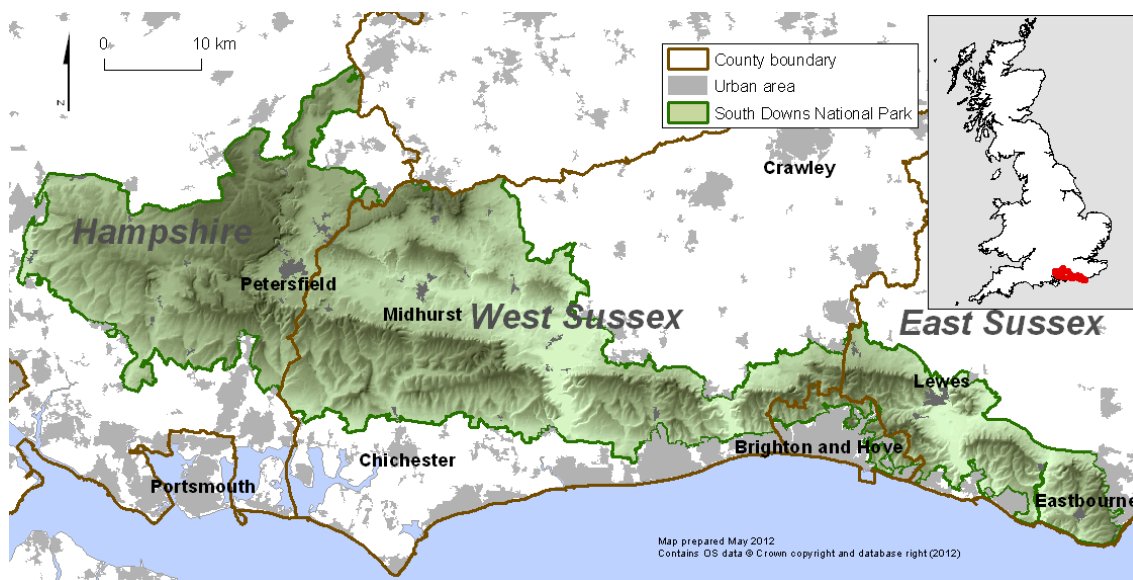 0 10 km
N
County boundary
Urban area
South Downs National Park
Crawley
Hampshire
Petersfield
Midhurst
West Sussex
East Sussex
Lewes
Brighton and Hove
Chichester
Portsmouth
Eastbourne
Map prepared May 2012
Contains OS data © Crown copyright and database right (2012)